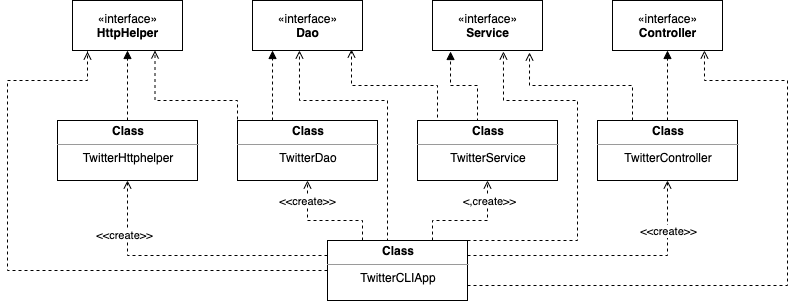 «interface»
HttpHelper
«interface»
Dao
«interface»
Service
«interface»
Controller
Class
TwitterHttphelper
Class
TwitterDao
Class
TwitterService
Class
TwitterController
<<create>>
<,create>>
<<create>>
<<create>>
Class
TwitterCLIApp